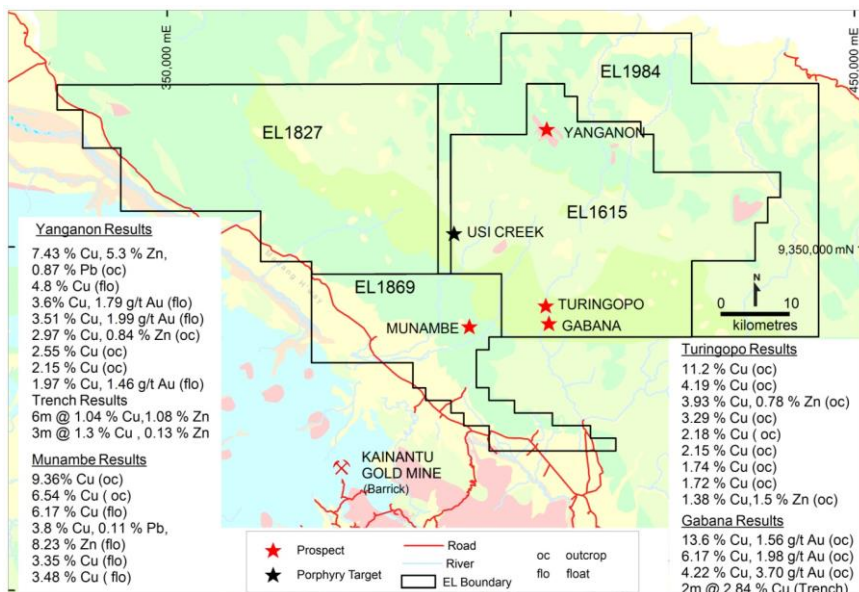 350,000 mE
450,000 mE
EL1984
EL1827
YANGANON
EL1615
USI CREEK
9,350,000 mN
N
0 10
kilometres
EL1869
TURINGOPO
MUNAMBE
GABANA
KAINANTU
GOLD MINE
(Barrick)
Yanganon Results
7.43 % Cu, 5.3 % Zn,
0.87 % Pb (oc)
4.8 % Cu (flo)
3.6% Cu, 1.79 g/t Au (flo)
3.51 % Cu, 1.99 g/t Au (flo)
2.97 % Cu, 0.84 % Zn (oc)
2.55 % Cu (oc)
2.15 % Cu (oc)
1.97 % Cu, 1.46 g/t Au (flo)
Trench Results
6m @ 1.04 % Cu,1.08 % Zn
3m @ 1.3 % Cu , 0.13 % Zn
Munambe Results
9.36% Cu (oc)
6.54 % Cu ( oc)
6.17 % Cu (flo)
3.8 % Cu, 0.11 % Pb,
8.23 % Zn (flo)
3.35 % Cu (flo)
3.48 % Cu ( flo)
Turingopo Results
11.2 % Cu (oc)
4.19 % Cu (oc)
3.93 % Cu, 0.78 % Zn (oc)
3.29 % Cu (oc)
2.18 % Cu ( oc)
2.15 % Cu (oc)
1.74 % Cu (oc)
1.72 % Cu (oc)
1.38 % Cu,1.5 % Zn (oc)
Gabana Results
13.6 % Cu, 1.56 g/t Au (oc)
6.17 % Cu, 1.98 g/t Au (oc)
4.22 % Cu, 3.70 g/t Au (oc)
2m @ 2.84 % Cu (Trench)
Prospect
Porphyry Target
Road
River
EL Boundary
oc outcrop
flo float